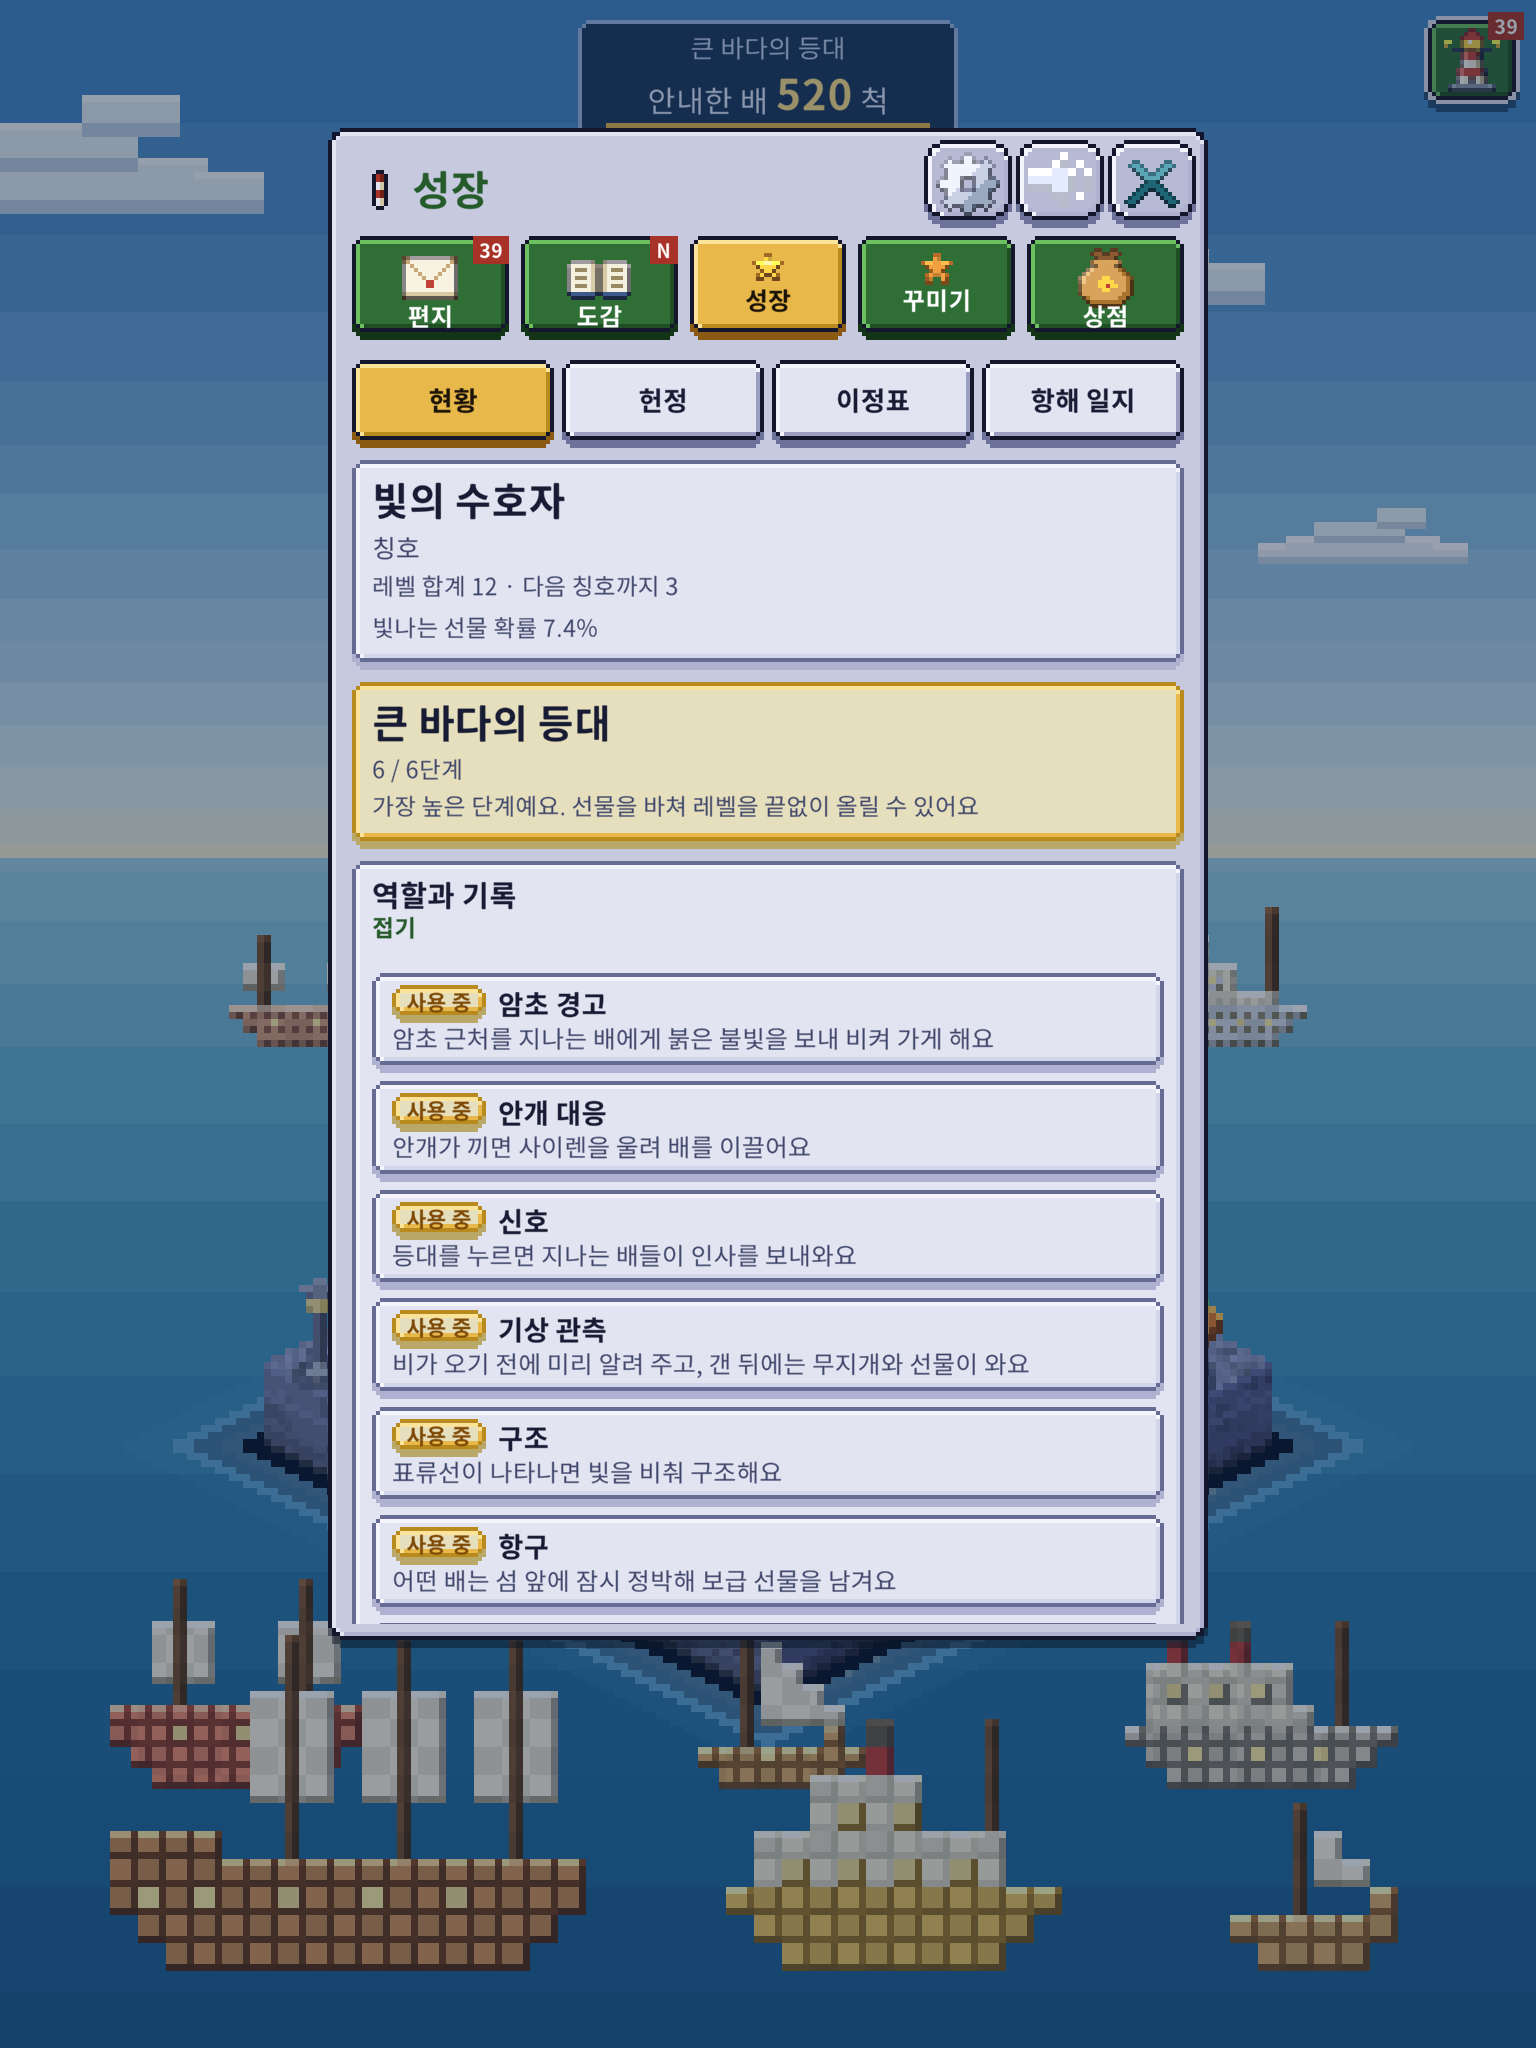 큰 바다의 등대
안내한 배 520 척
39
성장
39
편지
N
도감
성장
꾸미기
상점
현황
헌정
이정표
항해 일지
빛의 수호자
칭호
레벨 합계 12 · 다음 칭호까지 3
빛나는 선물 확률 7.4%
큰 바다의 등대
6 / 6단계
가장 높은 단계예요. 선물을 바쳐 레벨을 끝없이 올릴 수 있어요
역할과 기록
접기
사용 중 암초 경고
암초 근처를 지나는 배에게 붉은 불빛을 보내 비켜 가게 해요
사용 중 안개 대응
안개가 끼면 사이렌을 울려 배를 이끌어요
사용 중 신호
등대를 누르면 지나는 배들이 인사를 보내와요
사용 중 기상 관측
비가 오기 전에 미리 알려 주고, 갠 뒤에는 무지개와 선물이 와요
사용 중 구조
표류선이 나타나면 빛을 비춰 구조해요
사용 중 항구
어떤 배는 섬 앞에 잠시 정박해 보급 선물을 남겨요